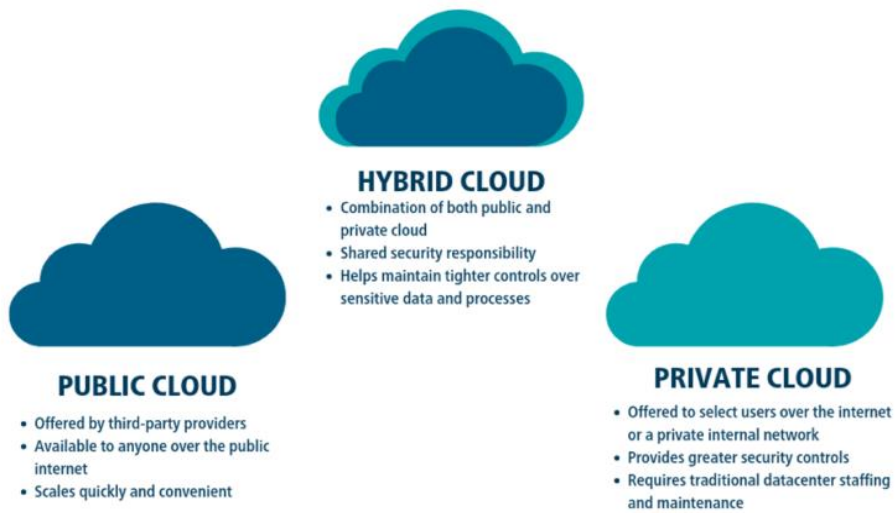 HYBRID CLOUD
• Combination of both public and
private cloud
• Shared security responsibility
• Helps maintain tighter controls over
sensitive data and processes
PUBLIC CLOUD
• Offered by third-party providers
• Available to anyone over the public
internet
• Scales quickly and convenient
PRIVATE CLOUD
• Offered to select users over the internet
or a private internal network
• Provides greater security controls
• Requires traditional datacenter staffing
and maintenance